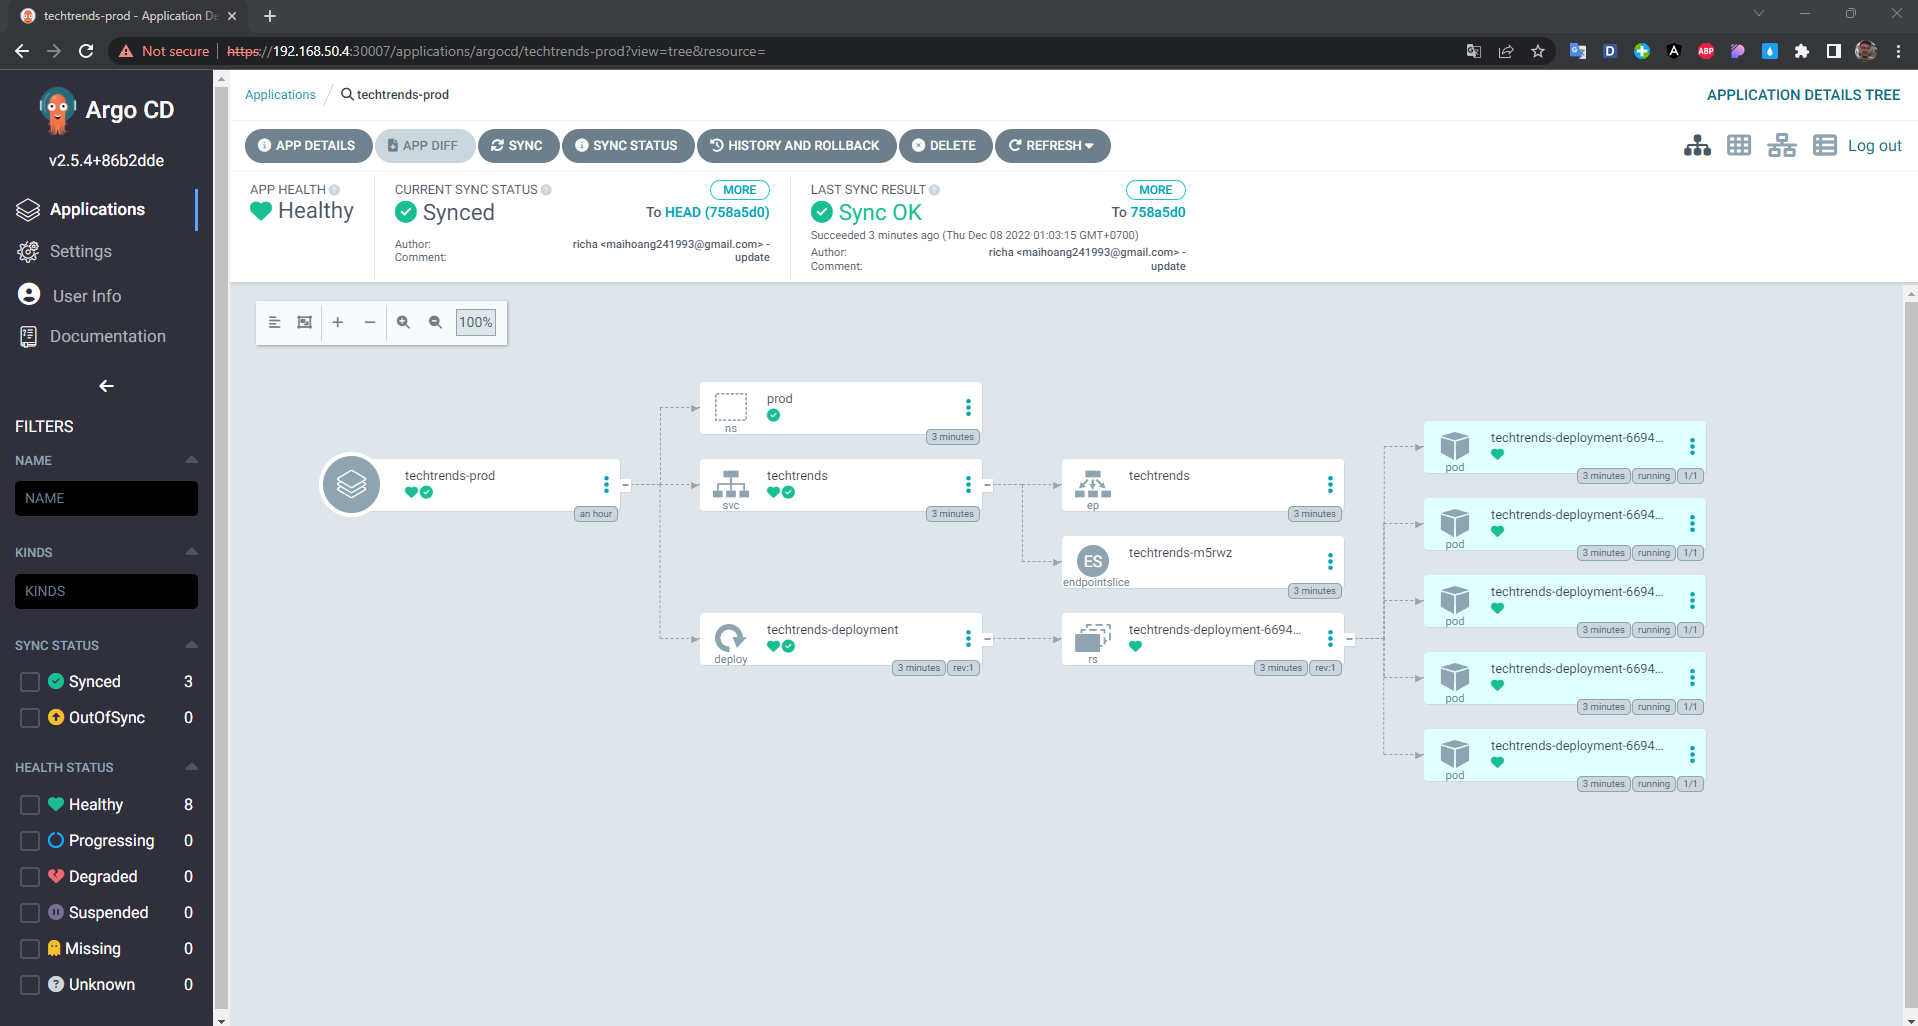 techtrends-prod - Application De
Not secure | https://192.168.50.4:30007/applications/argocd/techtrends-prod?view=tree&resource=
Argo CD
v2.5.4+86b2dde
Applications
Settings
User Info
Documentation
FILTERS
NAME
NAME
KINDS
KINDS
SYNC STATUS
Synced 3
OutOfSync 0
HEALTH STATUS
Healthy 8
Progressing 0
Degraded 0
Suspended 0
Missing 0
Unknown 0
Applications / techtrends-prod
APPLICATION DETAILS TREE
APP DETAILS APP DIFF SYNC SYNC STATUS HISTORY AND ROLLBACK DELETE REFRESH
Log out
APP HEALTH
Healthy
CURRENT SYNC STATUS MORE
Synced To HEAD (758a5d0)
Author: richa <maihoang241993@gmail.com> -
Comment: update
LAST SYNC RESULT MORE
Sync OK To 758a5d0
Succeeded 3 minutes ago (Thu Dec 08 2022 01:03:15 GMT+0700)
Author: richa <maihoang241993@gmail.com> -
Comment: update
100%
techtrends-prod
an hour
prod
ns
3 minutes
techtrends
svc
3 minutes
techtrends-deployment
deploy
3 minutes rev:1
techtrends
ep
3 minutes
ES
techtrends-m5rwz
endpointslice
3 minutes
techtrends-deployment-6694...
rs
3 minutes rev:1
techtrends-deployment-6694...
pod
3 minutes running 1/1
techtrends-deployment-6694...
pod
3 minutes running 1/1
techtrends-deployment-6694...
pod
3 minutes running 1/1
techtrends-deployment-6694...
pod
3 minutes running 1/1
techtrends-deployment-6694...
pod
3 minutes running 1/1